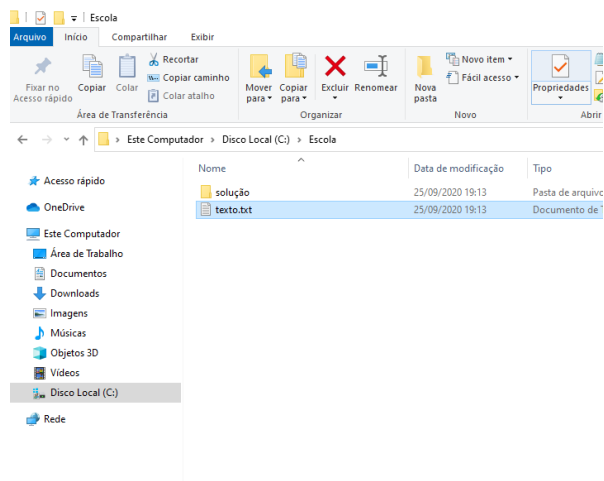 Escola
Arquivo Início Compartilhar Exibir
Fixar no Acesso rápido
Copiar
Colar
Recortar
Copiar caminho
Colar atalho
Mover para
Copiar para
Excluir
Renomear
Nova pasta
Novo item
Fácil acesso
Propriedades
Área de Transferência Organizar Novo Abrir
Este Computador > Disco Local (C:) > Escola
Nome Data de modificação Tipo
solução 25/09/2020 19:13 Pasta de arquivo
texto.txt 25/09/2020 19:13 Documento de T
Acesso rápido
OneDrive
Este Computador
Área de Trabalho
Documentos
Downloads
Imagens
Músicas
Objetos 3D
Vídeos
Disco Local (C:)
Rede